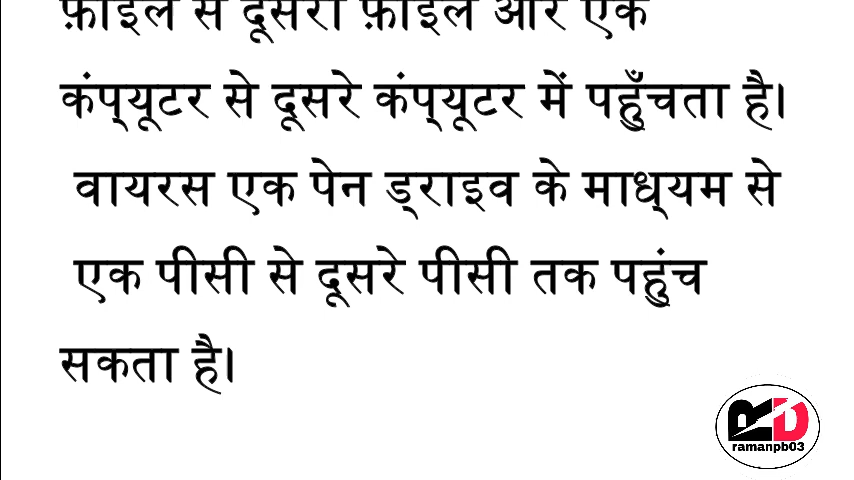 फ़ाइल से दूसरी फ़ाइल और एक
कंप्यूटर से दूसरे कंप्यूटर में पहुँचता है।
वायरस एक पेन ड्राइव के माध्यम से
एक पीसी से दूसरे पीसी तक पहुंच
सकता है।
RD
ramanpb03